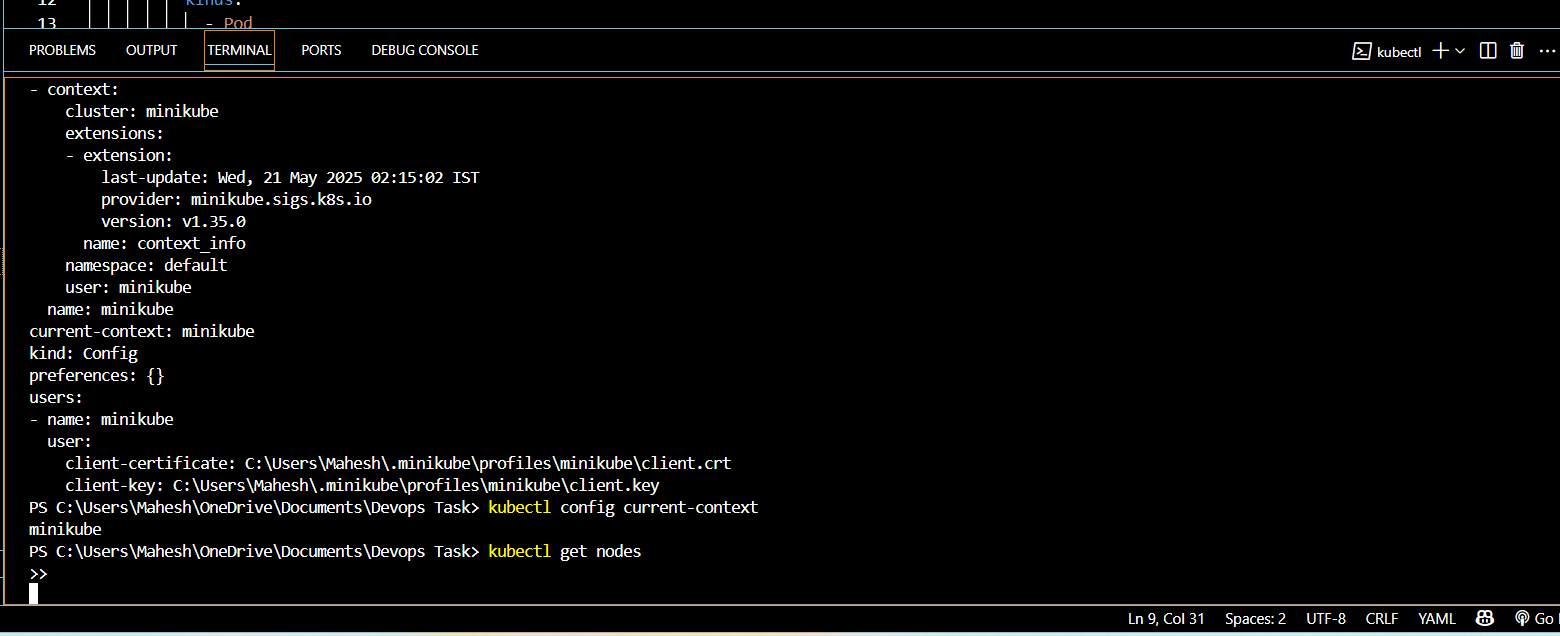 12 kinds:
13 - Pod
PROBLEMS OUTPUT TERMINAL PORTS DEBUG CONSOLE kubectl
- context:
cluster: minikube
extensions:
- extension:
last-update: Wed, 21 May 2025 02:15:02 IST
provider: minikube.sigs.k8s.io
version: v1.35.0
name: context_info
namespace: default
user: minikube
name: minikube
current-context: minikube
kind: Config
preferences: {}
users:
- name: minikube
user:
client-certificate: C:\Users\Mahesh\.minikube\profiles\minikube\client.crt
client-key: C:\Users\Mahesh\.minikube\profiles\minikube\client.key
PS C:\Users\Mahesh\OneDrive\Documents\Devops Task> kubectl config current-context
minikube
PS C:\Users\Mahesh\OneDrive\Documents\Devops Task> kubectl get nodes
>>
Ln 9, Col 31 Spaces: 2 UTF-8 CRLF YAML Go